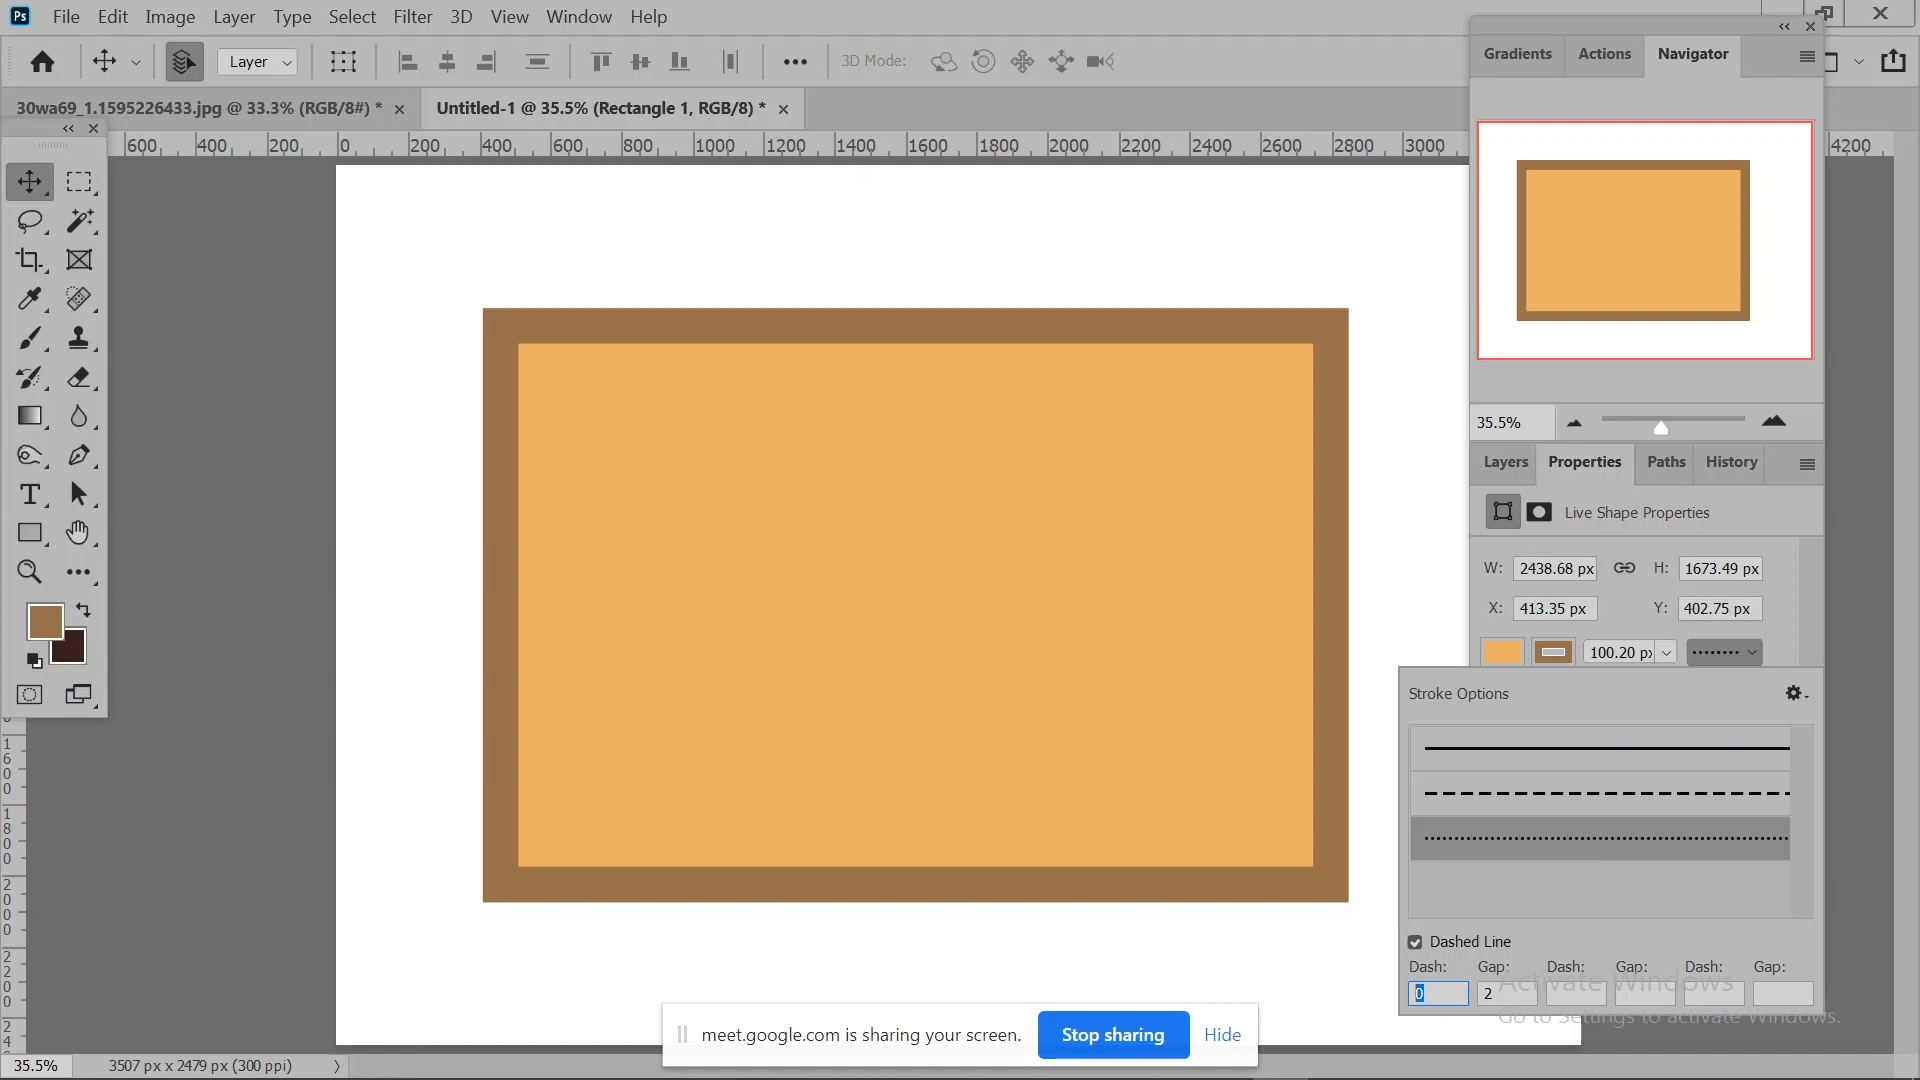 Ps File Edit Image Layer Type Select Filter 3D View Window Help
Layer 3D Mode:
Gradients Actions Navigator
30wa69_1.1595226433.jpg @ 33.3% (RGB/8#) * Untitled-1 @ 35.5% (Rectangle 1, RGB/8) *
600 400 200 0 200 400 600 800 1000 1200 1400 1600 1800 2000 2200 2400 2600 2800 3000 4200
35.5%
Layers Properties Paths History
Live Shape Properties
W: 2438.68 px H: 1673.49 px
X: 413.35 px Y: 402.75 px
100.20 px
Stroke Options
1600
1800
2000
2200
24
Dashed Line
Dash: Gap: Dash: Gap: Dash: Gap:
0 2
Activate Windows
Go to Settings to activate Windows.
meet.google.com is sharing your screen. Stop sharing Hide
35.5% 3507 px x 2479 px (300 ppi)